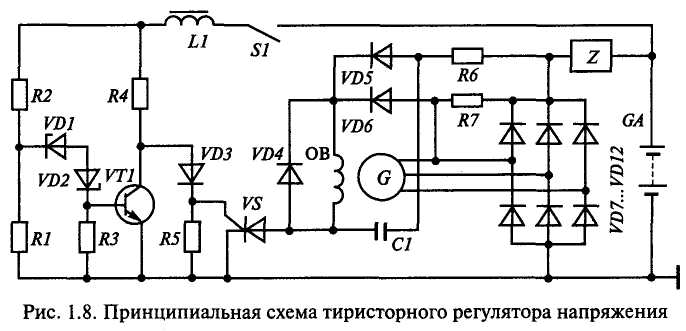 L1
S1
R2
R4
VD5
R6
Z
VD1
VD6
R7
GA
VD2
VT1
VD3
VD4
ОВ
G
VS
R1
R3
R5
C1
VD7...VD12
Рис. 1.8. Принципиальная схема тиристорного регулятора напряжения